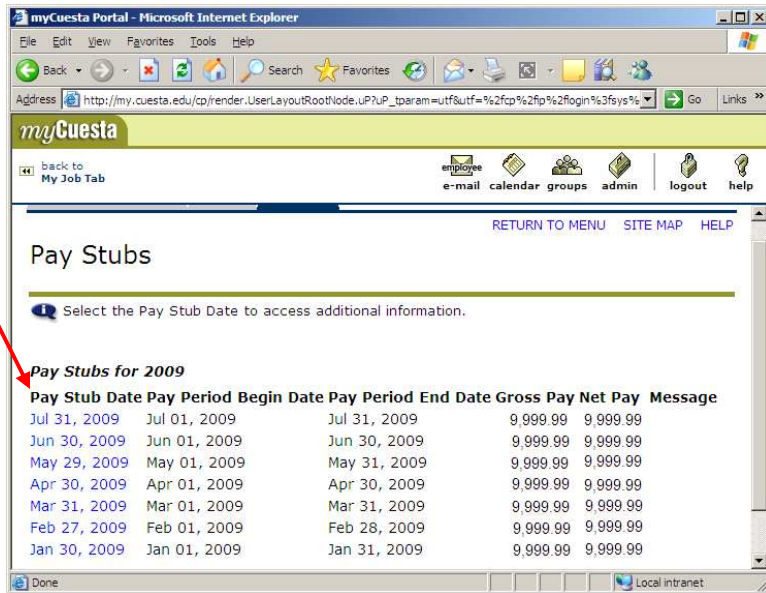 myCuesta Portal - Microsoft Internet Explorer
File Edit View Favorites Tools Help
Back Search Favorites
Address http://my.cuesta.edu/cp/render.UserLayoutRootNode.uP?uP_tparam=utf&utf=%2fcp%2fip%2flogin%3fsys% Go Links »
myCuesta
back to
My Job Tab
employee
e-mail calendar groups admin logout help
RETURN TO MENU SITE MAP HELP
Pay Stubs
Select the Pay Stub Date to access additional information.
Pay Stubs for 2009
Pay Stub Date Pay Period Begin Date Pay Period End Date Gross Pay Net Pay Message
Jul 31, 2009 Jul 01, 2009 Jul 31, 2009 9,999.99 9,999.99
Jun 30, 2009 Jun 01, 2009 Jun 30, 2009 9,999.99 9,999.99
May 29, 2009 May 01, 2009 May 31, 2009 9,999.99 9,999.99
Apr 30, 2009 Apr 01, 2009 Apr 30, 2009 9,999.99 9,999.99
Mar 31, 2009 Mar 01, 2009 Mar 31, 2009 9,999.99 9,999.99
Feb 27, 2009 Feb 01, 2009 Feb 28, 2009 9,999.99 9,999.99
Jan 30, 2009 Jan 01, 2009 Jan 31, 2009 9,999.99 9,999.99
Done Local intranet